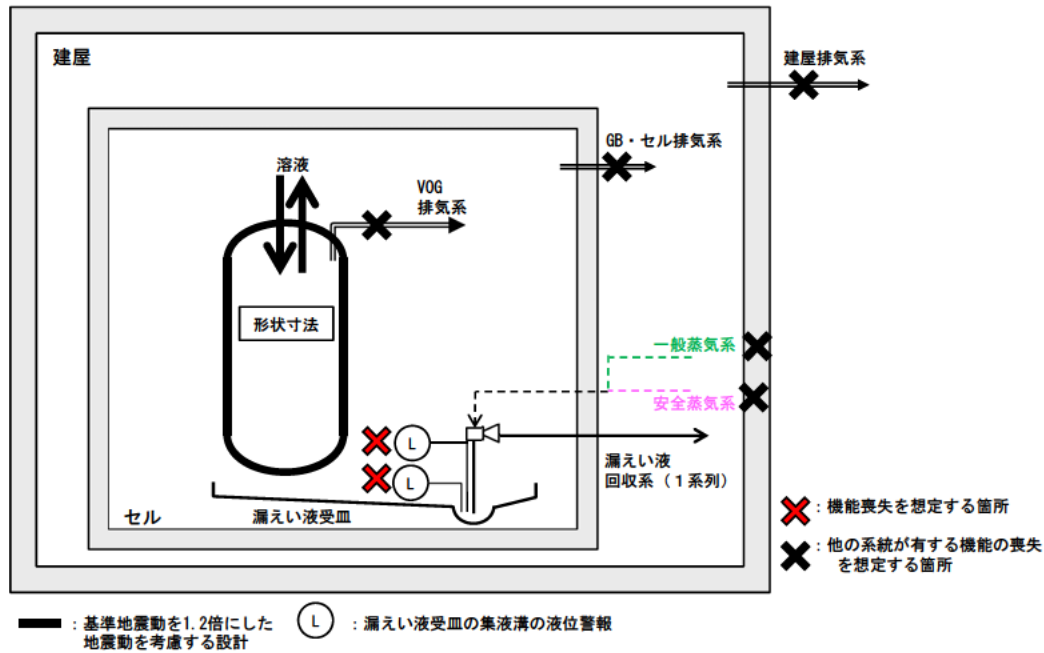 建屋
建屋排気系
GB・セル排気系
溶液
VOG
排気系
形状寸法
一般蒸気系
安全蒸気系
L
L
漏えい液
回収系（１系列）
セル
漏えい液受皿
：機能喪失を想定する箇所
：他の系統が有する機能の喪失
を想定する箇所
：基準地震動を1.2倍にした
地震動を考慮する設計
L
：漏えい液受皿の集液溝の液位警報